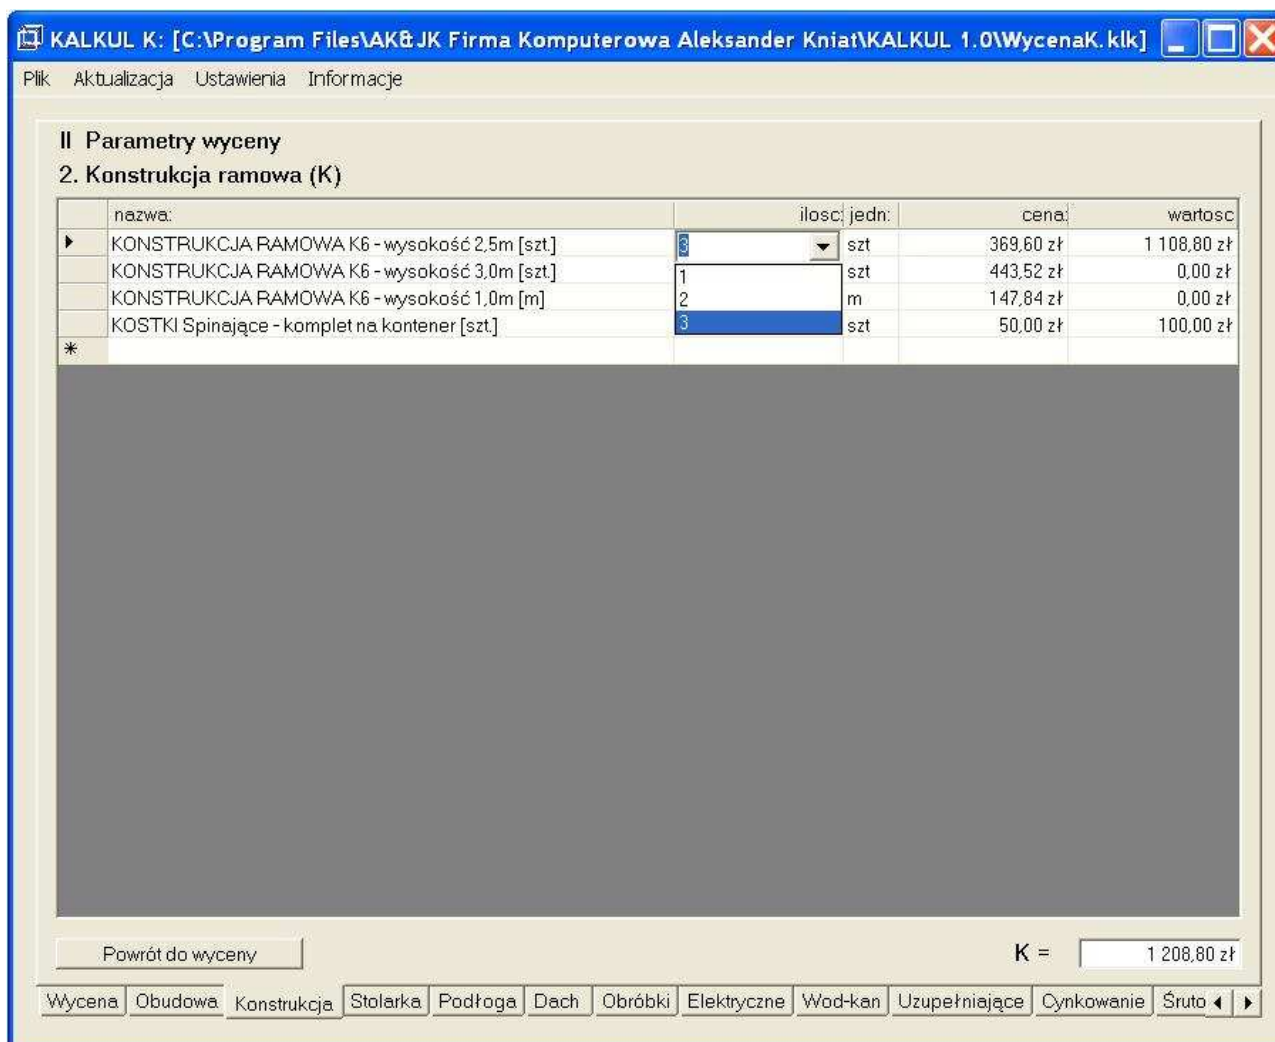 KALKUL K: [C:\Program Files\AK&JK Firma Komputerowa Aleksander Kniat\KALKUL 1.0\WycenaK.klk]
Plik Aktualizacja Ustawienia Informacje
II Parametry wyceny
2. Konstrukcja ramowa (K)
nazwa: ilosc: jedn: cena: wartosc
KONSTRUKCJA RAMOWA K6 - wysokość 2,5m [szt.] 3 szt 369,60 zł 1 108,80 zł
KONSTRUKCJA RAMOWA K6 - wysokość 3,0m [szt.] 1 szt 443,52 zł 0,00 zł
KONSTRUKCJA RAMOWA K6 - wysokość 1,0m [m] 2 m 147,84 zł 0,00 zł
KOSTKI Spinające - komplet na kontener [szt.] 3 szt 50,00 zł 100,00 zł
Powrót do wyceny K = 1 208,80 zł
Wycena Obudowa Konstrukcja Stolarka Podłoga Dach Obróbki Elektryczne Wod-kan Uzupełniające Cynkowanie Śruto